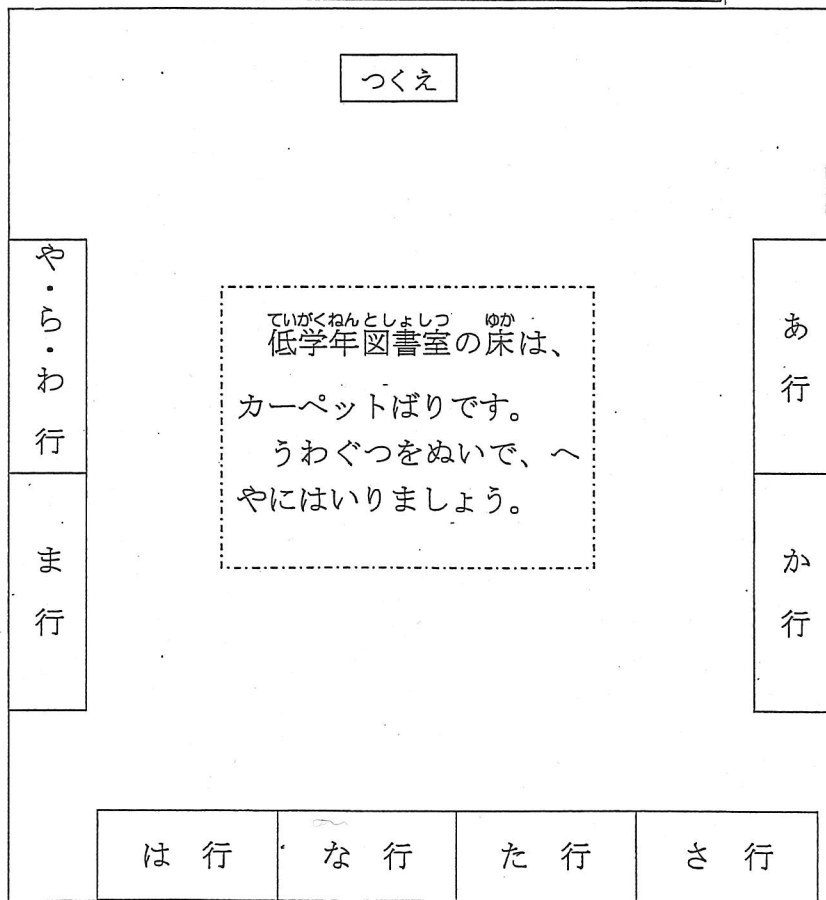 つくえ
や・ら・わ 行
ま 行
ていがくねんとしょしつ ゆか
低学年図書室の床は、
カーペットばりです。
うわぐつをぬいで、へ
やにはいりましょう。
あ 行
か 行
は 行
な 行
た 行
さ 行